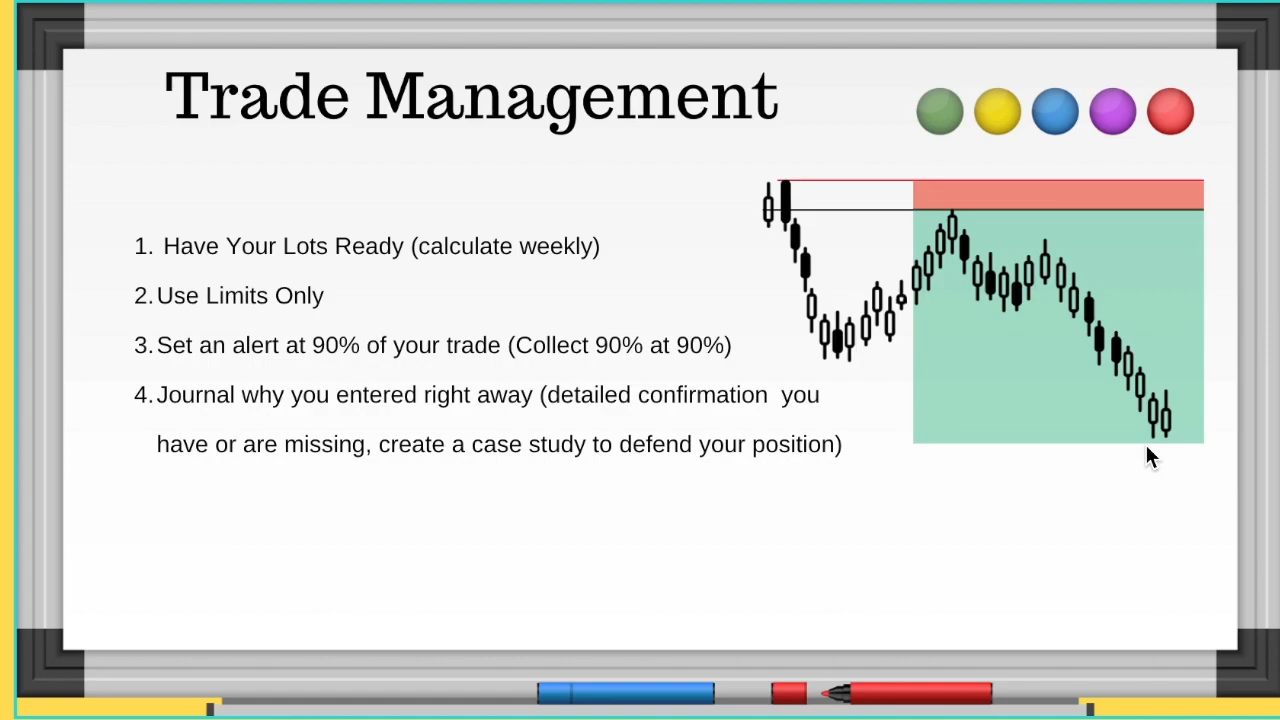 Trade Management
1. Have Your Lots Ready (calculate weekly)
2. Use Limits Only
3. Set an alert at 90% of your trade (Collect 90% at 90%)
4. Journal why you entered right away (detailed confirmation  you
have or are missing, create a case study to defend your position)